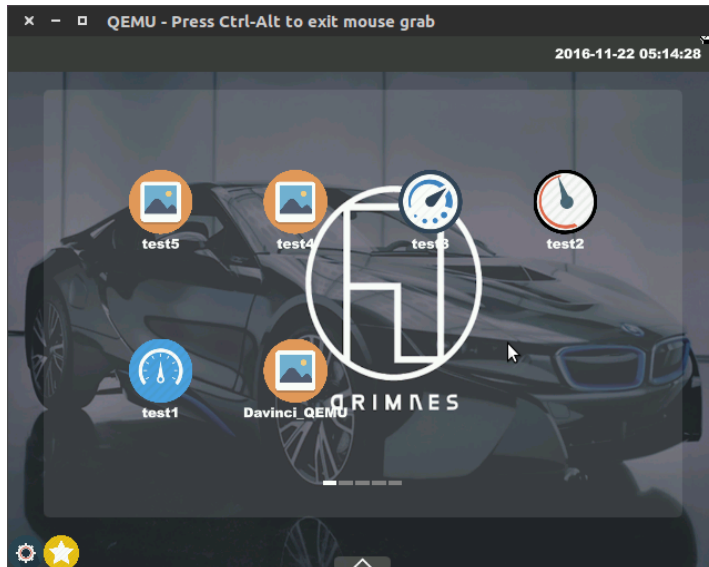 QEMU - Press Ctrl-Alt to exit mouse grab
2016-11-22 05:14:28
test5
test4
test3
test2
test1
Davinci_QEMU
GRIMNES